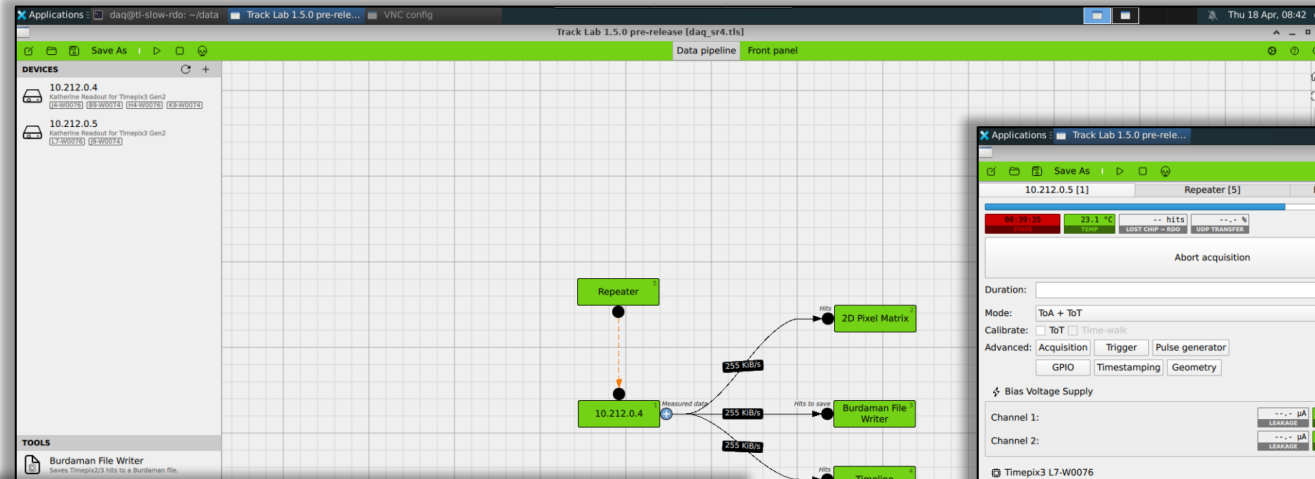 Applications daq@tl-slow-rdo: ~/data Track Lab 1.5.0 pre-rele... VNC config Thu 18 Apr, 08:42
Track Lab 1.5.0 pre-release [daq_sr4.tls]
Save As Data pipeline Front panel
DEVICES
10.212.0.4
Katherine Readout for Timepix3 Gen2
J4-W0076 B9-W0074 H4-W0076 K9-W0074
10.212.0.5
Katherine Readout for Timepix3 Gen2
L7-W0076 J9-W0074
TOOLS
Burdaman File Writer
Saves Timepix2/3 hits to a Burdaman file.
Repeater 5
Hits
2D Pixel Matrix 2
255 KiB/s
10.212.0.4 1
Measured data
255 KiB/s
Hits to save
Burdaman File Writer 3
255 KiB/s
Hits
Timeline 4
Applications Track Lab 1.5.0 pre-rele...
Save As
10.212.0.5 [1] Repeater [5]
23.1 °C -- hits --.- %
TEMP LOST CHIP → RDO UDP TRANSFER
Abort acquisition
Duration:
Mode: ToA + ToT
Calibrate: ToT Time-walk
Advanced: Acquisition Trigger Pulse generator
GPIO Timestamping Geometry
Bias Voltage Supply
Channel 1: --.- µA
LEAKAGE
Channel 2: --.- µA
LEAKAGE
Timepix3 L7-W0076